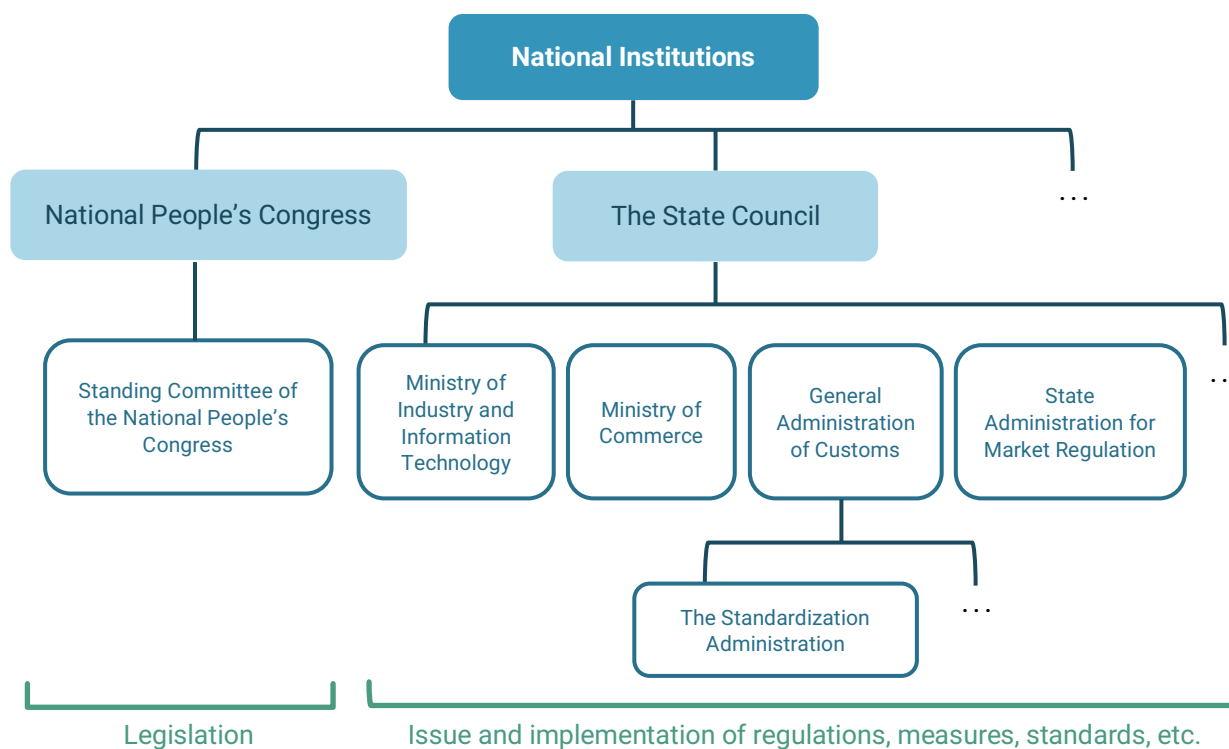 National Institutions
National People's Congress
The State Council
...
Standing Committee of
the National People's
Congress
Ministry of
Industry and
Information
Technology
Ministry of
Commerce
General
Administration
of Customs
State
Administration for
Market Regulation
...
The Standardization
Administration
...
Legislation
Issue and implementation of regulations, measures, standards, etc.